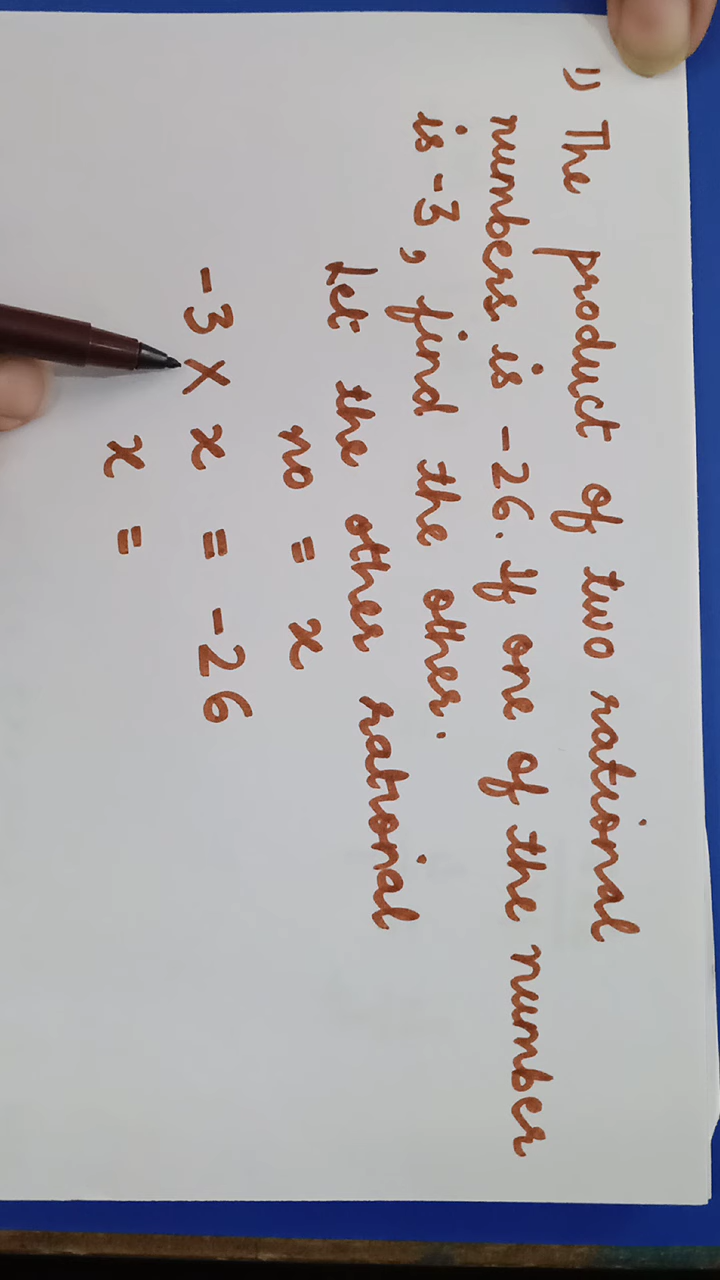 1) The product of two rational
numbers is -26. If one of the number
is -3, find the other.
Let the other rational
no = x
-3 × x = -26
x =